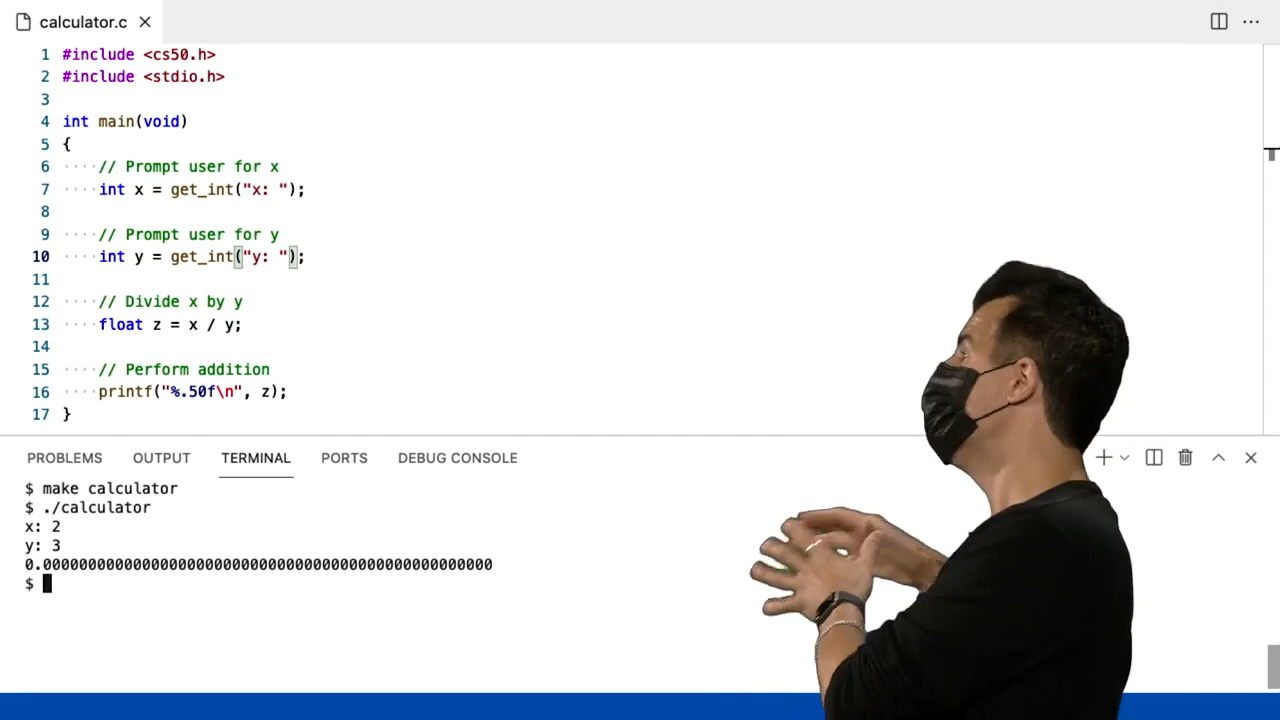 calculator.c
1 #include <cs50.h>
2 #include <stdio.h>
3
4 int main(void)
5 {
6 ····// Prompt user for x
7 ····int x = get_int("x: ");
8
9 ····// Prompt user for y
10 ····int y = get_int("y: ");
11
12 ····// Divide x by y
13 ····float z = x / y;
14
15 ····// Perform addition
16 ····printf("%.50f\n", z);
17 }
PROBLEMS OUTPUT TERMINAL PORTS DEBUG CONSOLE
$ make calculator
$ ./calculator
x: 2
y: 3
0.00000000000000000000000000000000000000000000000000
$